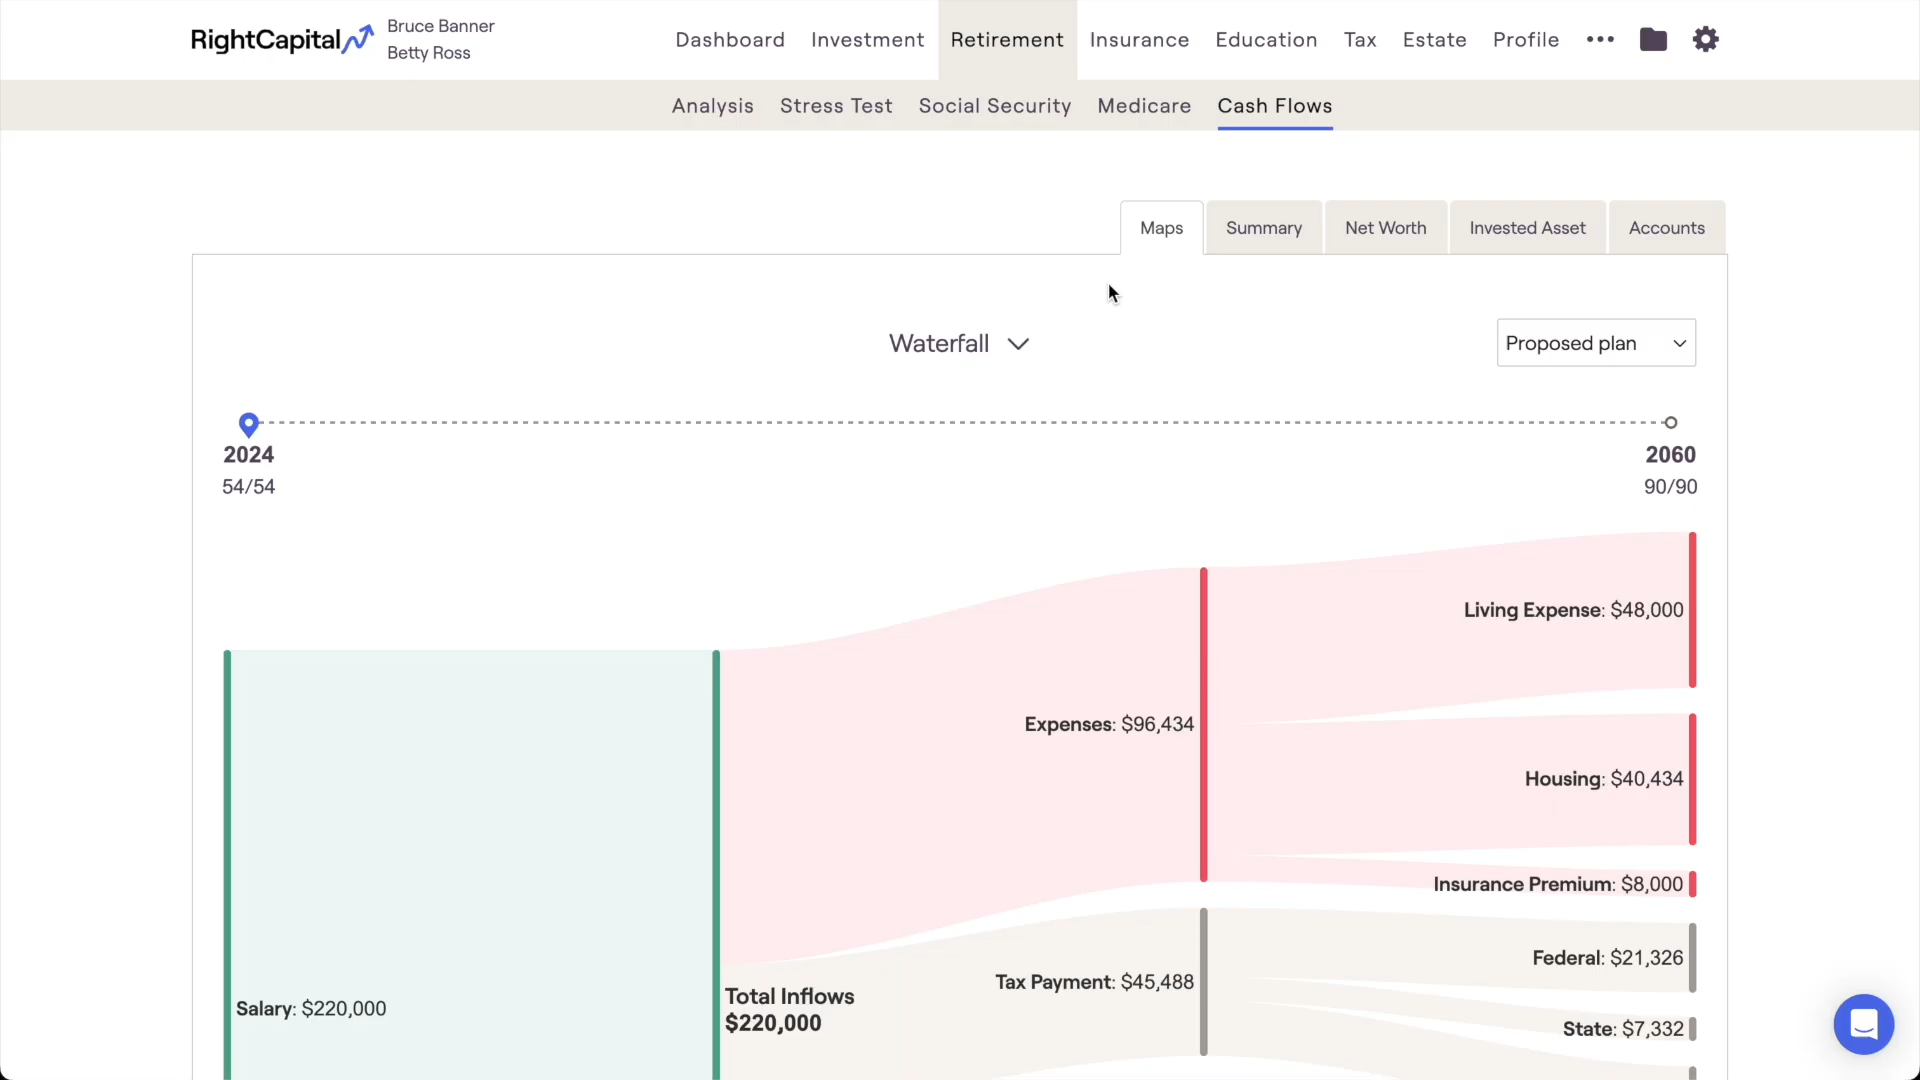 RightCapital
Bruce Banner
Betty Ross
Dashboard Investment Retirement Insurance Education Tax Estate Profile
Analysis Stress Test Social Security Medicare Cash Flows
Maps Summary Net Worth Invested Asset Accounts
Waterfall
Proposed plan
2024
54/54
2060
90/90
Living Expense: $48,000
Expenses: $96,434
Housing: $40,434
Insurance Premium: $8,000
Federal: $21,326
Tax Payment: $45,488
Total Inflows
$220,000
Salary: $220,000
State: $7,332